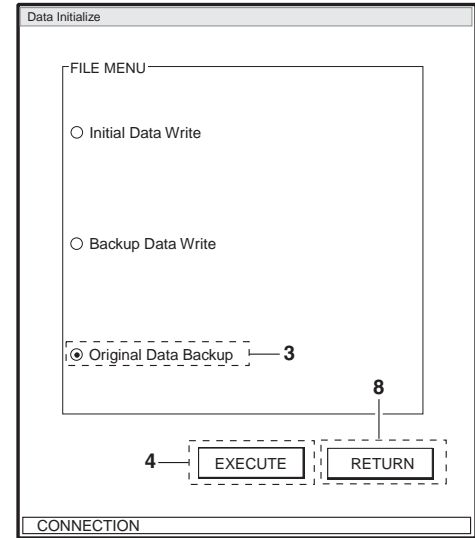 Data Initialize
FILE MENU
Initial Data Write
Backup Data Write
Original Data Backup 3
8
4 EXECUTE RETURN
CONNECTION